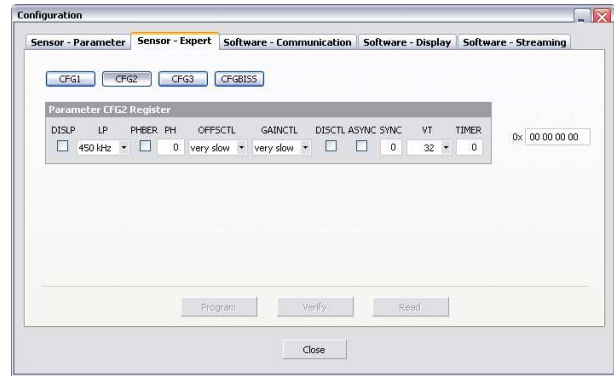 Configuration
Sensor - Parameter Sensor - Expert Software - Communication Software - Display Software - Streaming
CFG1 CFG2 CFG3 CFGBISS
Parameter CFG2 Register
DISLP LP PHBER PH OFFSCTL GAINCTL DISCTL ASYNC SYNC VT TIMER
450 kHz 0 very slow very slow 0 32 0 0x 00 00 00 00
Program Verify Read
Close